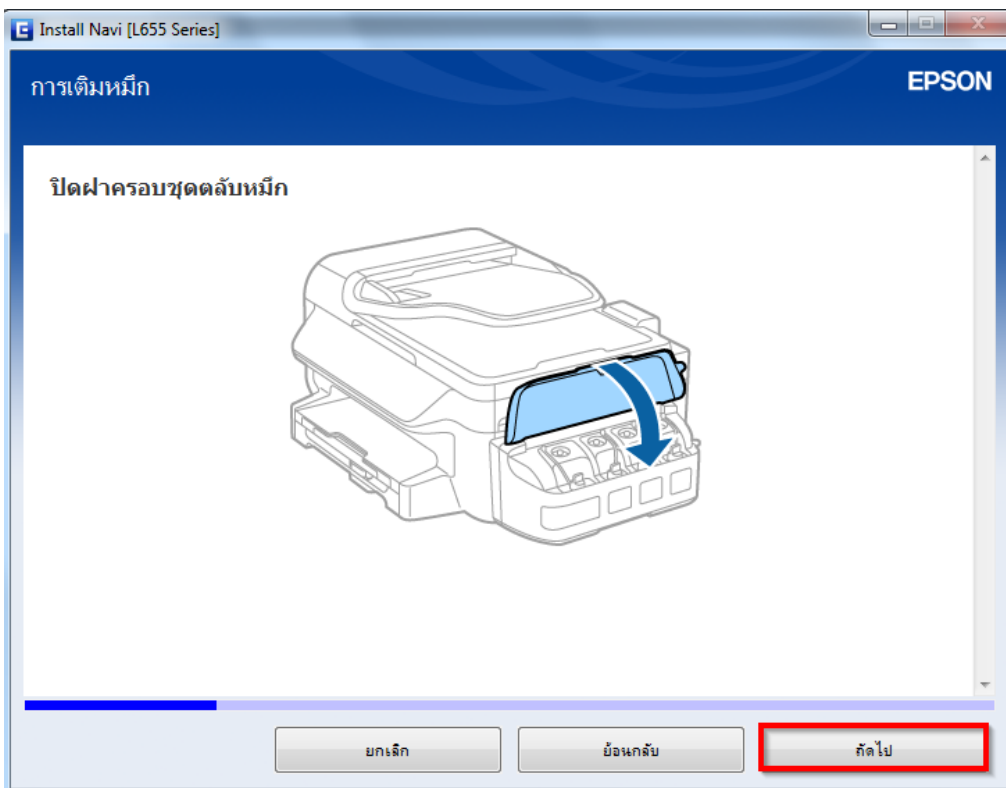 Install Navi [L655 Series]
การเติมหมึก
EPSON
ปิดฝาครอบชุดตลับหมึก
ยกเลิก
ย้อนกลับ
ถัดไป